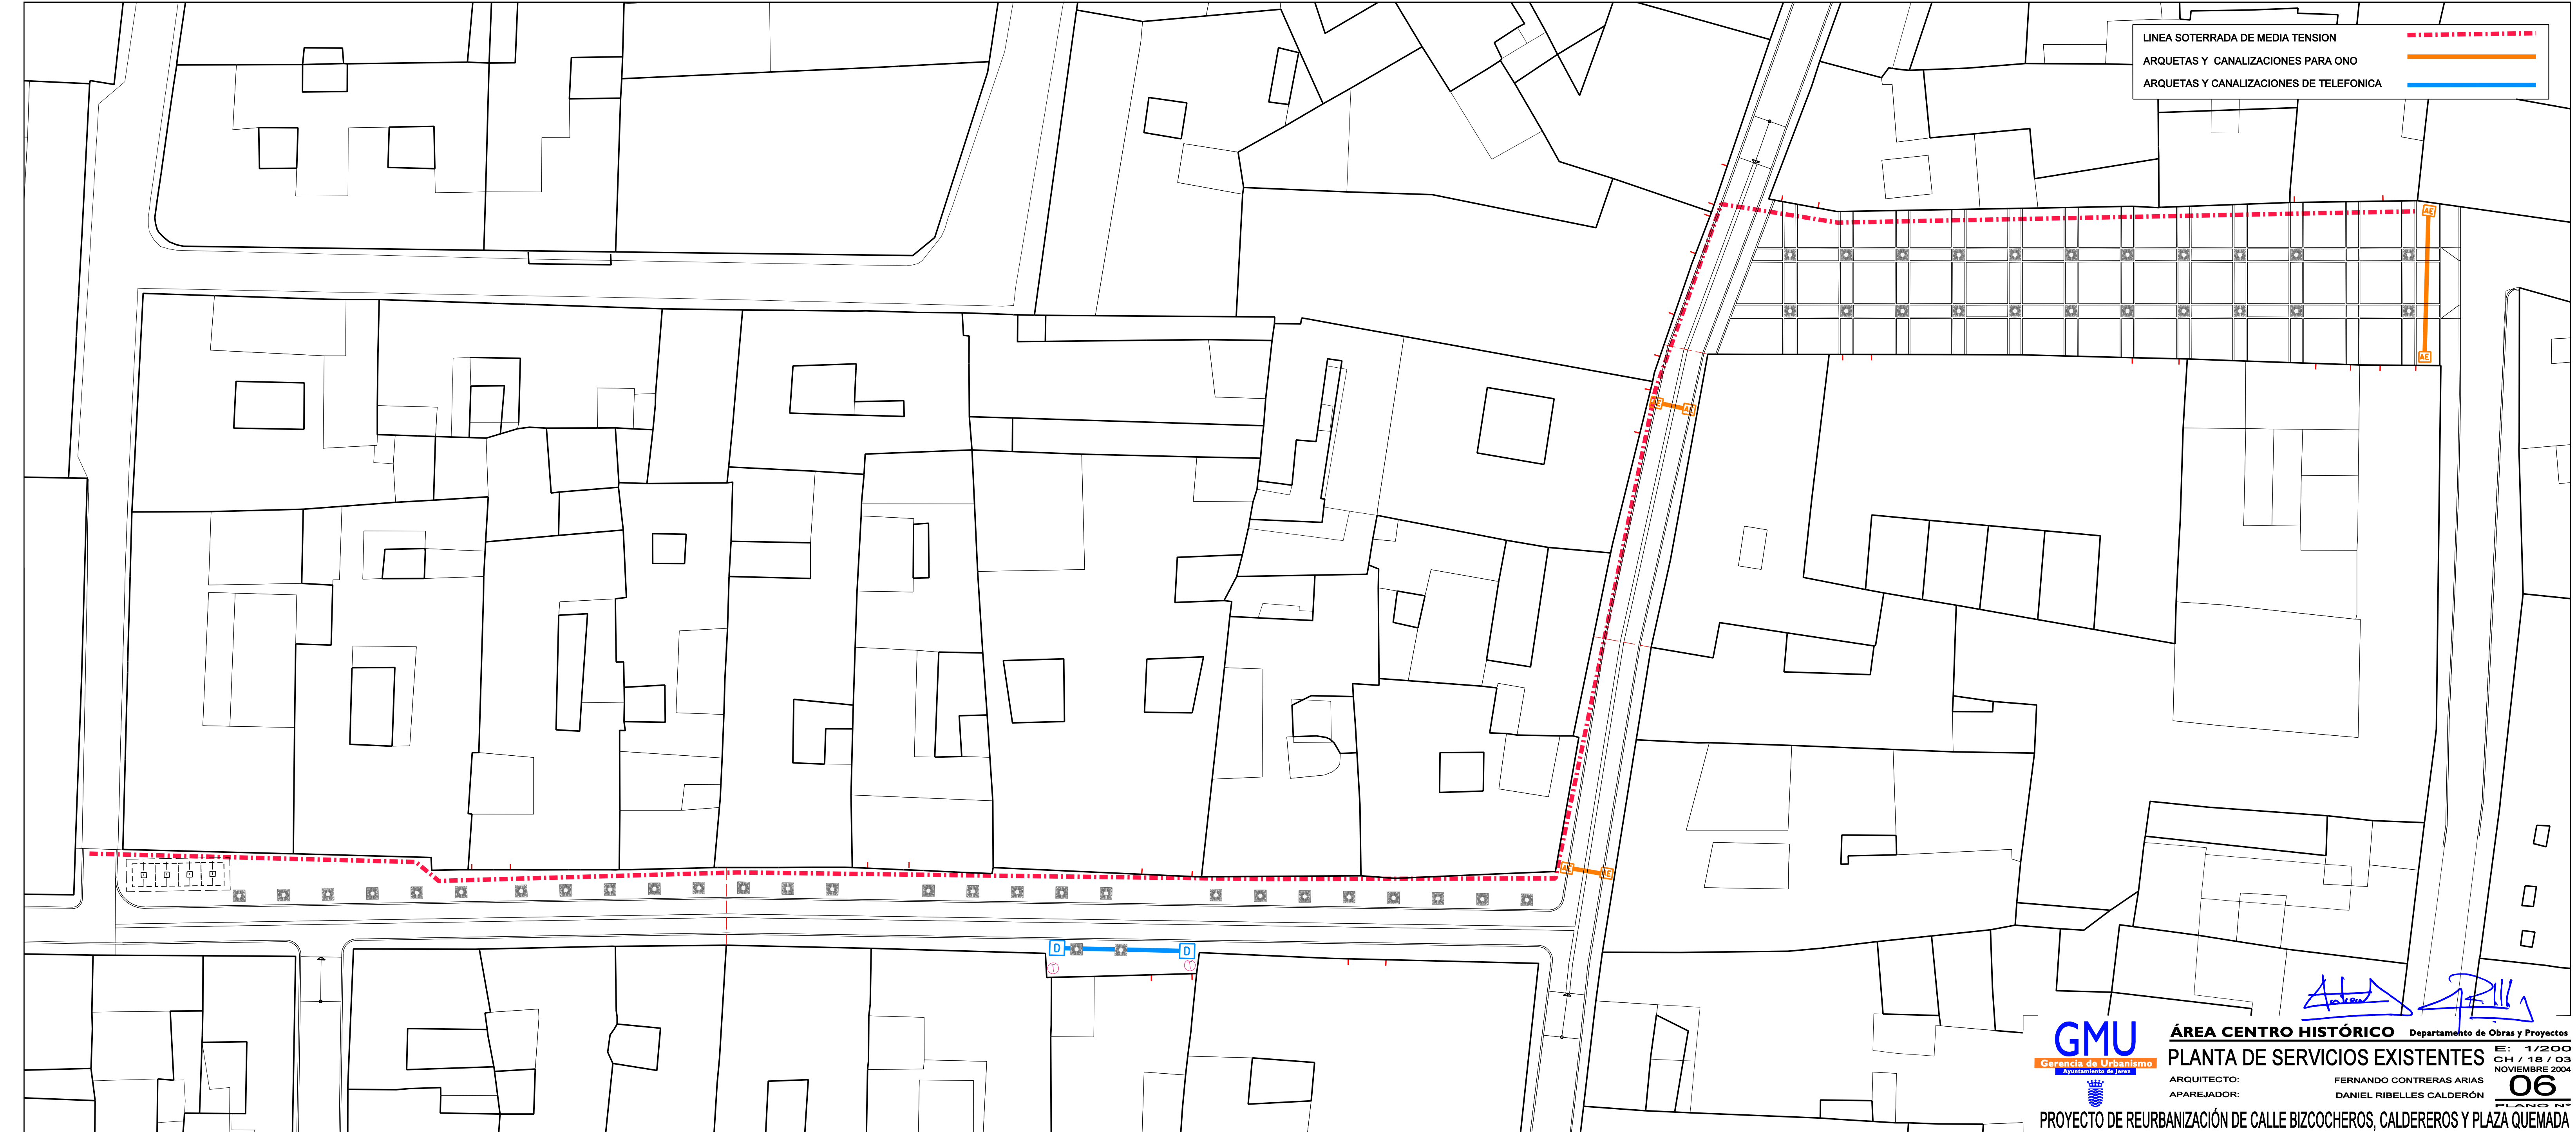 LINEA SOTERRADA DE MEDIA TENSION
ARQUETAS Y CANALIZACIONES PARA ONO
ARQUETAS Y CANALIZACIONES DE TELEFONICA
AE
AE
E AE
AE AE
D D
GMU
Gerencia de Urbanismo
Ayuntamiento de Jerez
ÁREA CENTRO HISTÓRICO Departamento de Obras y Proyectos
PLANTA DE SERVICIOS EXISTENTES
E: 1/200
CH / 18 / 03
NOVIEMBRE 2004
ARQUITECTO: FERNANDO CONTRERAS ARIAS
APAREJADOR: DANIEL RIBELLES CALDERÓN
06
PLANO Nº
PROYECTO DE REURBANIZACIÓN DE CALLE BIZCOCHEROS, CALDEREROS Y PLAZA QUEMADA